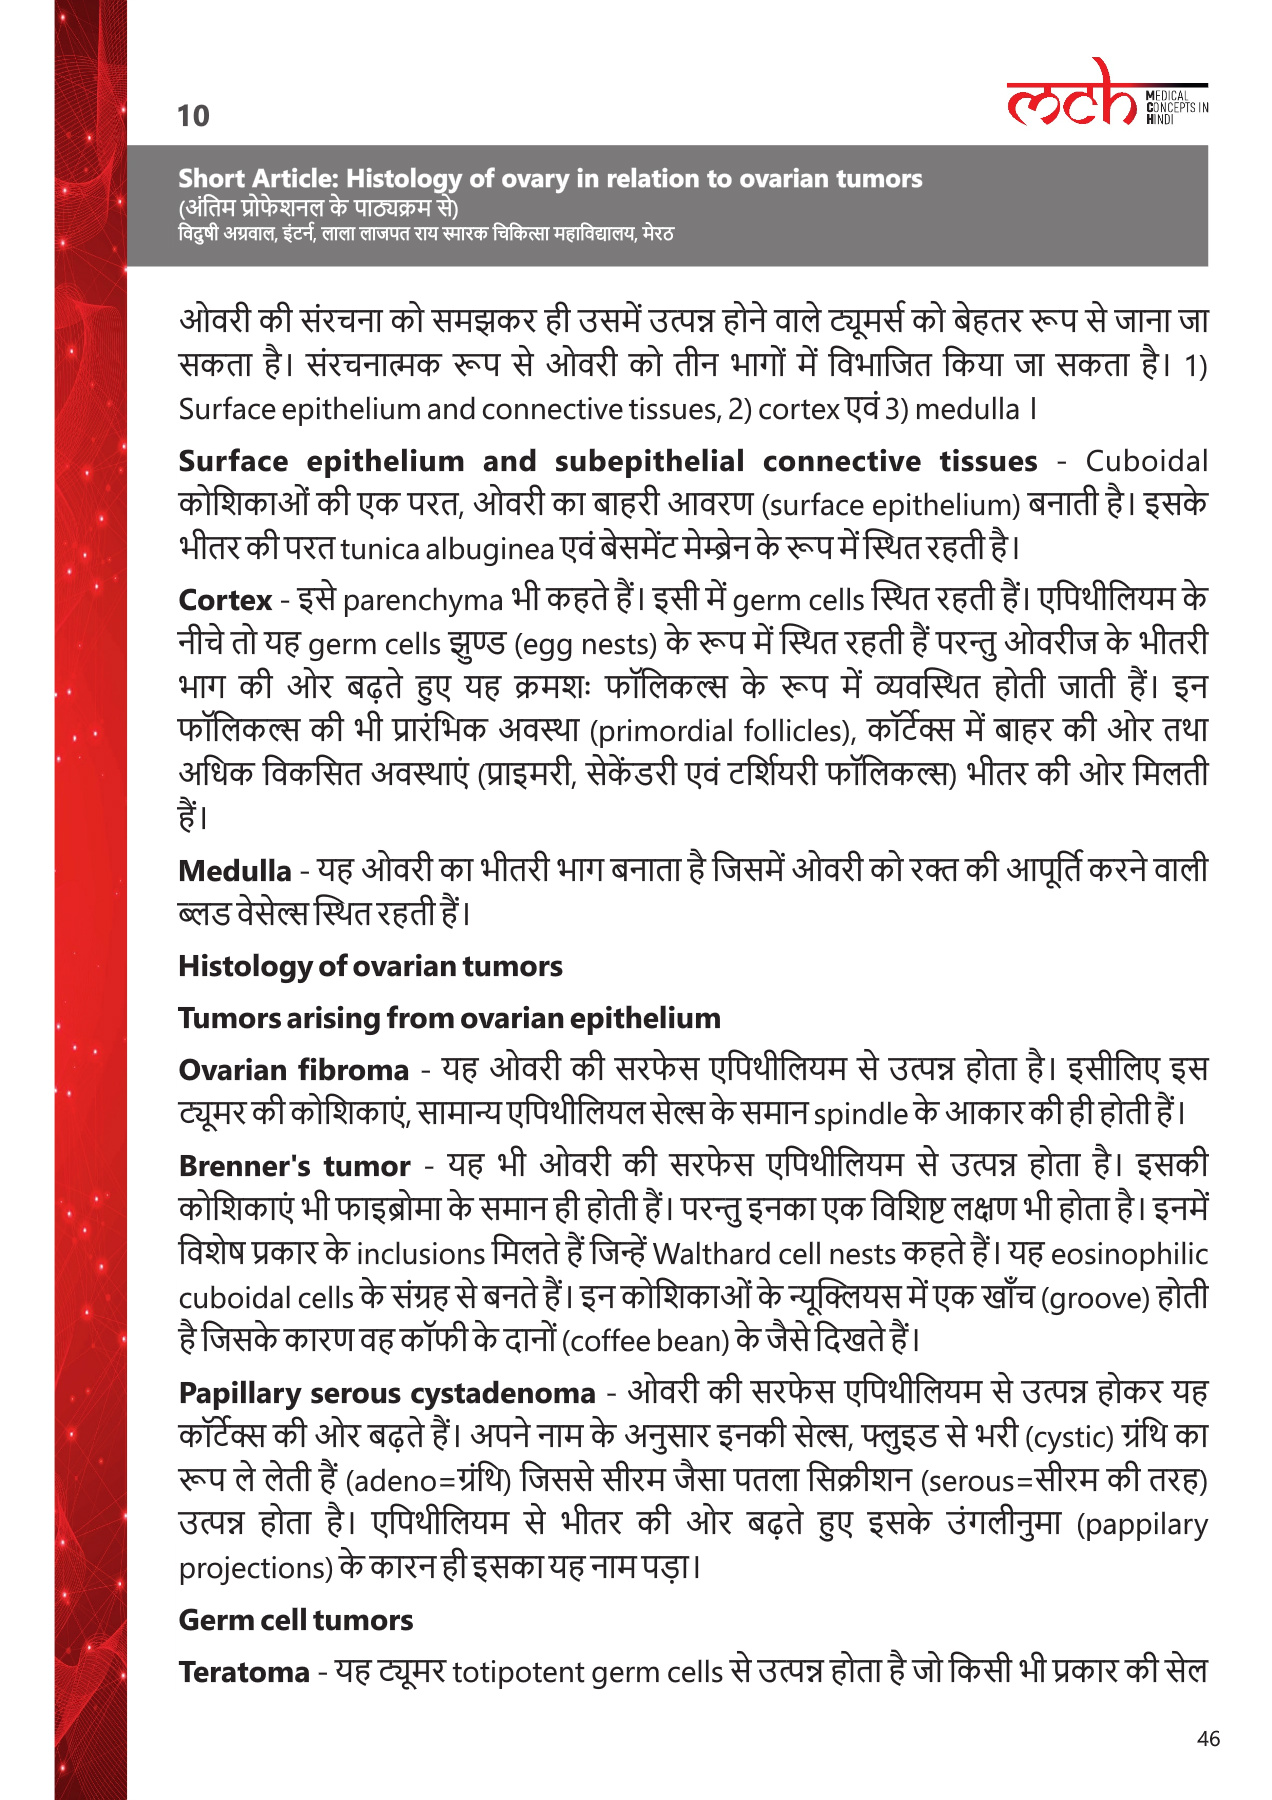 10
mch
MEDICAL
CONCEPTS IN
HINDI
Short Article: Histology of ovary in relation to ovarian tumors
(अंतिम प्रोफेशनल के पाठ्यक्रम से)
विदुषी अग्रवाल, इंटर्न, लाला लाजपत राय स्मारक चिकित्सा महाविद्यालय, मेरठ
ओवरी की संरचना को समझकर ही उसमें उत्पन्न होने वाले ट्यूमर्स को बेहतर रूप से जाना जा
सकता है। संरचनात्मक रूप से ओवरी को तीन भागों में विभाजित किया जा सकता है। 1)
Surface epithelium and connective tissues, 2) cortex एवं 3) medulla ।
Surface epithelium and subepithelial connective tissues - Cuboidal
कोशिकाओं की एक परत, ओवरी का बाहरी आवरण (surface epithelium) बनाती है। इसके
भीतर की परत tunica albuginea एवं बेसमेंट मेम्ब्रेन के रूप में स्थित रहती है।
Cortex - इसे parenchyma भी कहते हैं। इसी में germ cells स्थित रहती हैं। एपिथीलियम के
नीचे तो यह germ cells झुण्ड (egg nests) के रूप में स्थित रहती हैं परन्तु ओवरीज के भीतरी
भाग की ओर बढ़ते हुए यह क्रमशः फॉलिकल्स के रूप में व्यवस्थित होती जाती हैं। इन
फॉलिकल्स की भी प्रारंभिक अवस्था (primordial follicles), कॉर्टेक्स में बाहर की ओर तथा
अधिक विकसित अवस्थाएं (प्राइमरी, सेकेंडरी एवं टर्शियरी फॉलिकल्स) भीतर की ओर मिलती
हैं।
Medulla - यह ओवरी का भीतरी भाग बनाता है जिसमें ओवरी को रक्त की आपूर्ति करने वाली
ब्लड वेसेल्स स्थित रहती हैं।
Histology of ovarian tumors
Tumors arising from ovarian epithelium
Ovarian fibroma - यह ओवरी की सरफेस एपिथीलियम से उत्पन्न होता है। इसीलिए इस
ट्यूमर की कोशिकाएं, सामान्य एपिथीलियल सेल्स के समान spindle के आकार की ही होती हैं।
Brenner's tumor - यह भी ओवरी की सरफेस एपिथीलियम से उत्पन्न होता है। इसकी
कोशिकाएं भी फाइब्रोमा के समान ही होती हैं। परन्तु इनका एक विशिष्ट लक्षण भी होता है। इनमें
विशेष प्रकार के inclusions मिलते हैं जिन्हें Walthard cell nests कहते हैं। यह eosinophilic
cuboidal cells के संग्रह से बनते हैं। इन कोशिकाओं के न्यूक्लियस में एक खाँच (groove) होती
है जिसके कारण वह कॉफी के दानों (coffee bean) के जैसे दिखते हैं।
Papillary serous cystadenoma - ओवरी की सरफेस एपिथीलियम से उत्पन्न होकर यह
कॉर्टेक्स की ओर बढ़ते हैं। अपने नाम के अनुसार इनकी सेल्स, फ्लुइड से भरी (cystic) ग्रंथि का
रूप ले लेती हैं (adeno=ग्रंथि) जिससे सीरम जैसा पतला सिक्रीशन (serous=सीरम की तरह)
उत्पन्न होता है। एपिथीलियम से भीतर की ओर बढ़ते हुए इसके उंगलीनुमा (pappilary
projections) के कारन ही इसका यह नाम पड़ा।
Germ cell tumors
Teratoma - यह ट्यूमर totipotent germ cells से उत्पन्न होता है जो किसी भी प्रकार की सेल
46